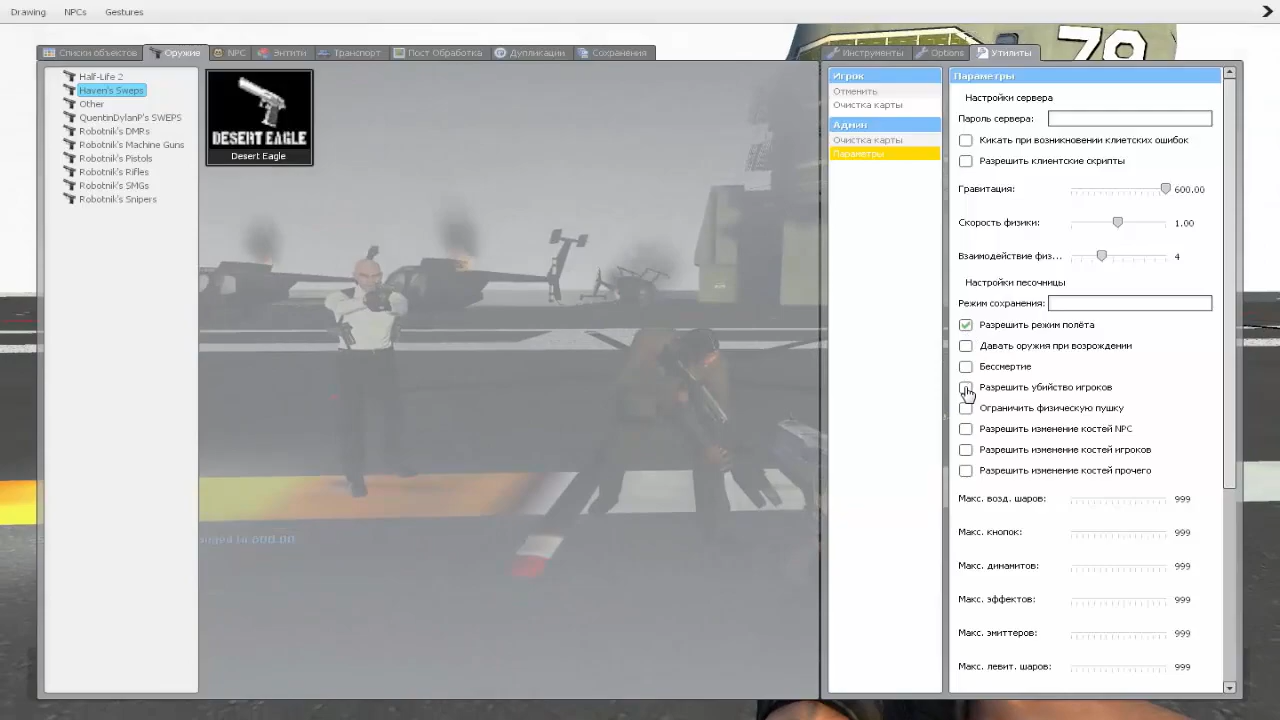 Drawing NPCs Gestures
Списки объектов Оружие NPC Энтити Транспорт Пост Обработка Дупликации Сохранения
Half-Life 2
Haven's Sweps
Other
QuentinDylanP's SWEPS
Robotnik's DMRs
Robotnik's Machine Guns
Robotnik's Pistols
Robotnik's Rifles
Robotnik's SMGs
Robotnik's Snipers
DESERT EAGLE
Desert Eagle
78
Инструменты Options Утилиты
Игрок
Отменить
Очистка карты
Админ
Очистка карты
Параметры
Параметры
Настройки сервера
Пароль сервера:
Кикать при возникновении клиетских ошибок
Разрешить клиентские скрипты
Гравитация: 600.00
Скорость физики: 1.00
Взаимодействие физ... 4
Настройки песочницы
Режим сохранения:
Разрешить режим полёта
Давать оружия при возрождении
Бессмертие
Разрешить убийство игроков
Ограничить физическую пушку
Разрешить изменение костей NPC
Разрешить изменение костей игроков
Разрешить изменение костей прочего
Макс. возд. шаров: 999
Макс. кнопок: 999
Макс. динамитов: 999
Макс. эффектов: 999
Макс. эмиттеров: 999
Макс. левит. шаров: 999